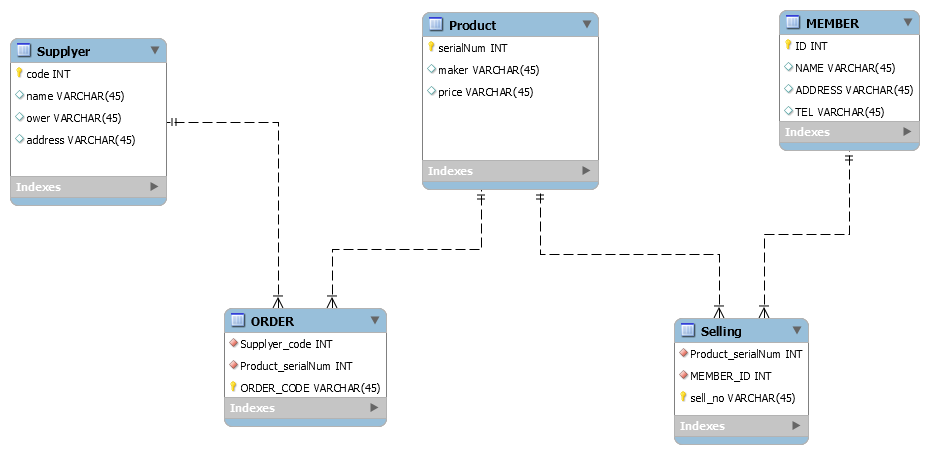 Supplyer
code INT
name VARCHAR(45)
ower VARCHAR(45)
address VARCHAR(45)
Indexes
Product
serialNum INT
maker VARCHAR(45)
price VARCHAR(45)
Indexes
MEMBER
ID INT
NAME VARCHAR(45)
ADDRESS VARCHAR(45)
TEL VARCHAR(45)
Indexes
ORDER
Supplyer_code INT
Product_serialNum INT
ORDER_CODE VARCHAR(45)
Indexes
Selling
Product_serialNum INT
MEMBER_ID INT
sell_no VARCHAR(45)
Indexes